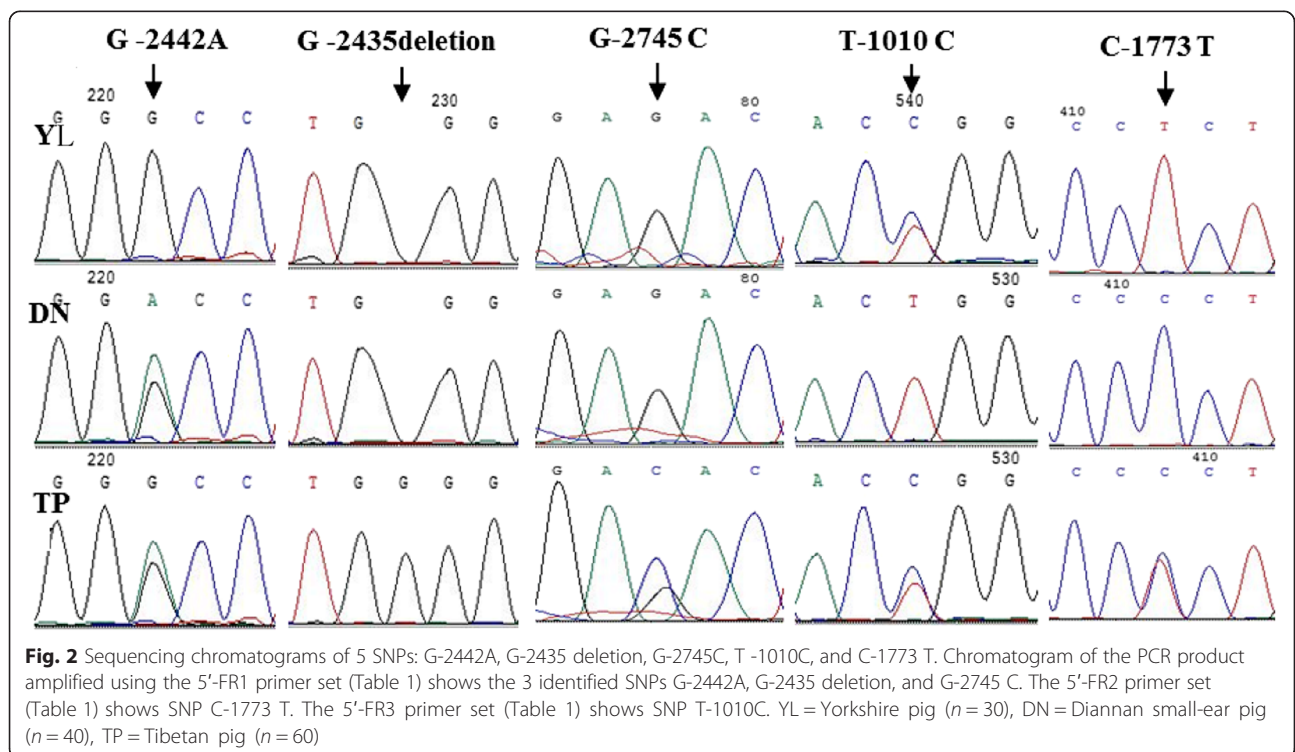 G -2442A G -2435deletion G-2745 C T-1010 C C-1773 T
220 230 80 540 410
YL G G G C C T G G G G A G A C A C C G G C C T C T
220 80 530 410
DN G G A C C T G G G G A G A C A C T G G C C C C T
220 530 410
TP G G G C C T G G G G G A C A C A C C G G C C C C T
Fig. 2 Sequencing chromatograms of 5 SNPs: G-2442A, G-2435 deletion, G-2745C, T -1010C, and C-1773 T. Chromatogram of the PCR product
amplified using the 5′-FR1 primer set (Table 1) shows the 3 identified SNPs G-2442A, G-2435 deletion, and G-2745 C. The 5′-FR2 primer set
(Table 1) shows SNP C-1773 T. The 5′-FR3 primer set (Table 1) shows SNP T-1010C. YL = Yorkshire pig (n = 30), DN = Diannan small-ear pig
(n = 40), TP = Tibetan pig (n = 60)